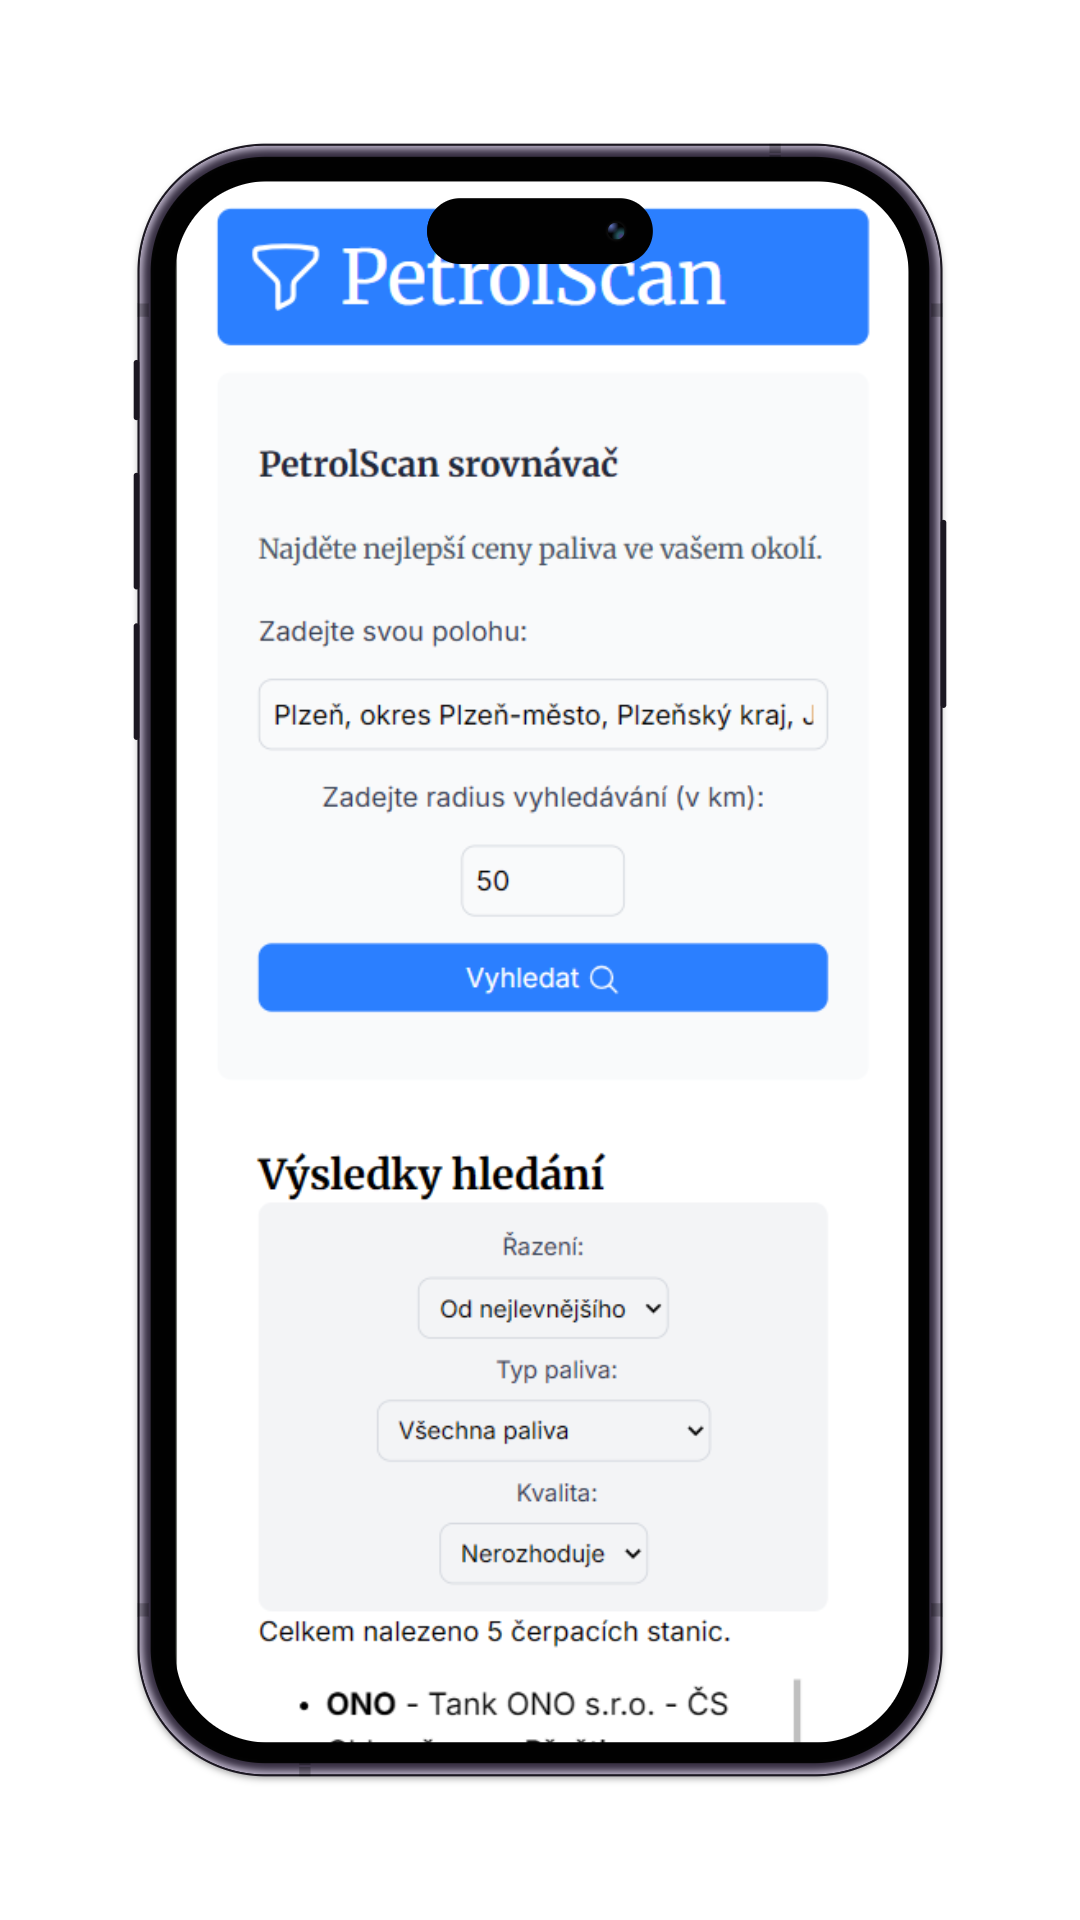 PetrolScan
PetrolScan srovnávač
Najděte nejlepší ceny paliva ve vašem okolí.
Zadejte svou polohu:
Plzeň, okres Plzeň-město, Plzeňský kraj, J
Zadejte radius vyhledávání (v km):
50
Vyhledat
Výsledky hledání
Řazení:
Od nejlevnějšího
Typ paliva:
Všechna paliva
Kvalita:
Nerozhoduje
Celkem nalezeno 5 čerpacích stanic.
• ONO - Tank ONO s.r.o. - ČS